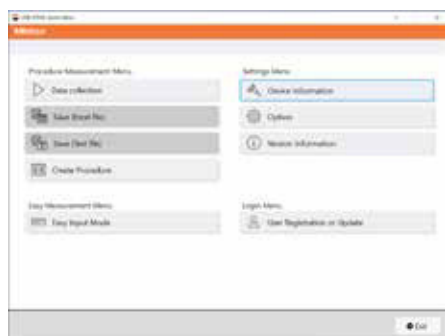 Mitutoyo
Procedure Measurement Menu
Data collection
Save (Excel file)
Save (Text file)
Create Procedure
Easy Measurement Menu
Easy Input Mode
Settings Menu
Device Information
Option
Version Information
Login Menu
User Registration or Update
Exit